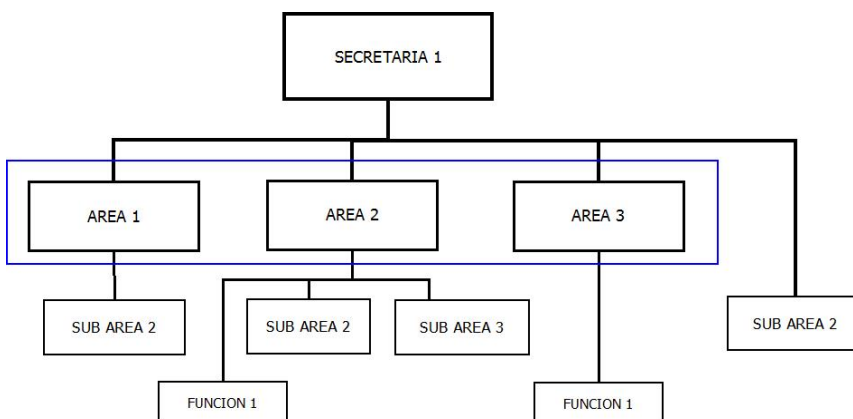 SECRETARIA 1
AREA 1
AREA 2
AREA 3
SUB AREA 2
SUB AREA 2
SUB AREA 3
SUB AREA 2
FUNCION 1
FUNCION 1